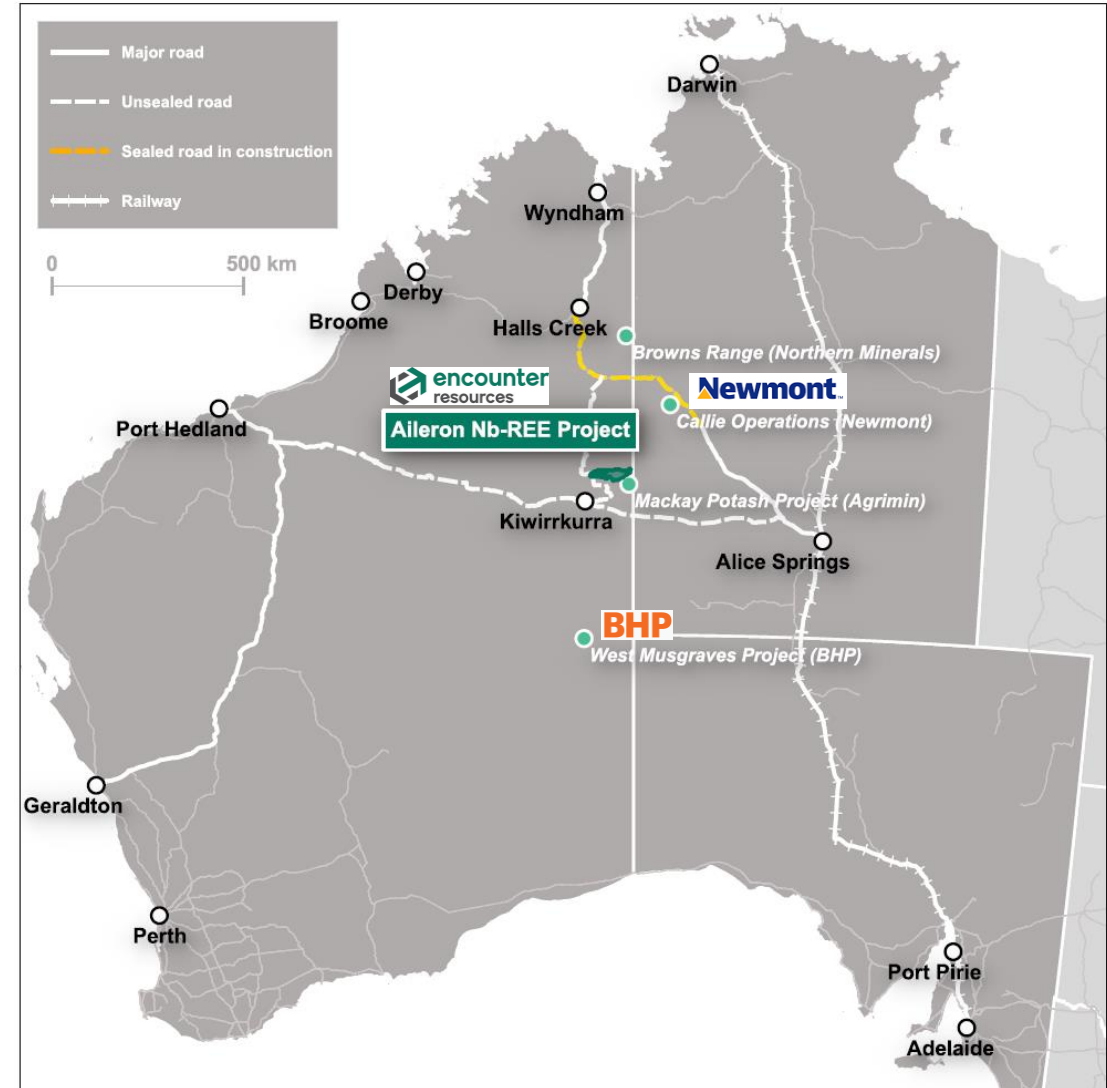 Major road
Unsealed road
Sealed road in construction
Railway
0 500 km
Darwin
Wyndham
Derby
Broome
Halls Creek
Browns Range (Northern Minerals)
encounter
resources
Newmont™
Aileron Nb-REE Project
Callie Operations (Newmont)
Port Hedland
Mackay Potash Project (Agrimin)
Kiwirrkurra
Alice Springs
BHP
West Musgraves Project (BHP)
Geraldton
Perth
Port Pirie
Adelaide